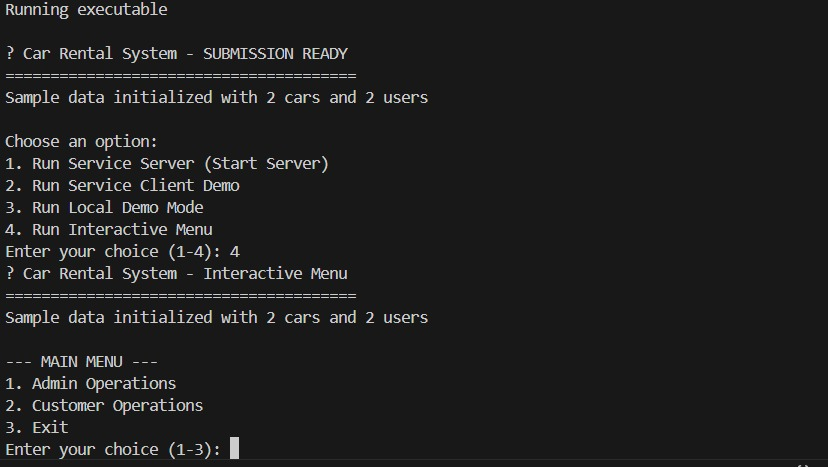 Running executable
? Car Rental System - SUBMISSION READY
=======================================
Sample data initialized with 2 cars and 2 users
Choose an option:
1. Run Service Server (Start Server)
2. Run Service Client Demo
3. Run Local Demo Mode
4. Run Interactive Menu
Enter your choice (1-4): 4
? Car Rental System - Interactive Menu
=======================================
Sample data initialized with 2 cars and 2 users
--- MAIN MENU ---
1. Admin Operations
2. Customer Operations
3. Exit
Enter your choice (1-3):